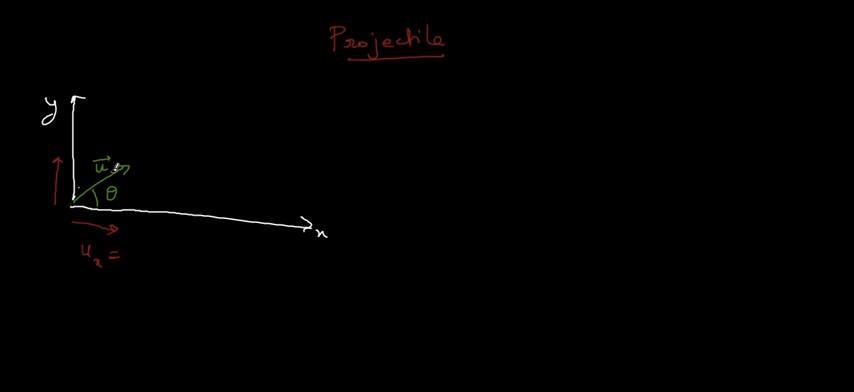 Projectile
y
u⃗
θ
x
uₓ =